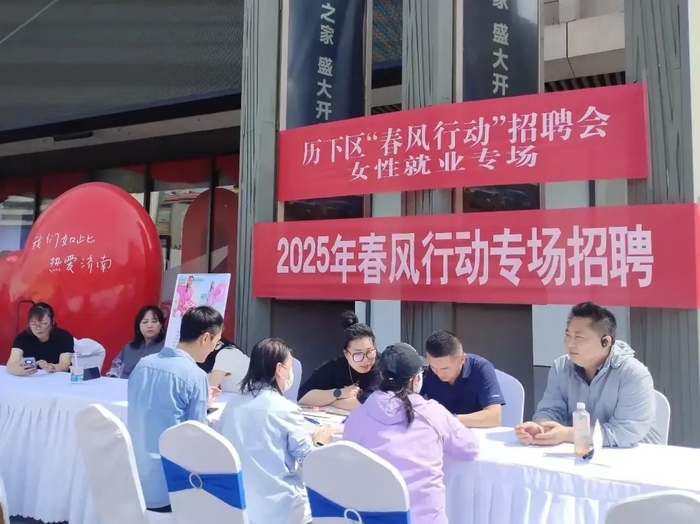 之家 盛大开
家 盛大开
历下区“春风行动”招聘会
女性就业专场
2025年春风行动专场招聘
我们如此
热爱济南